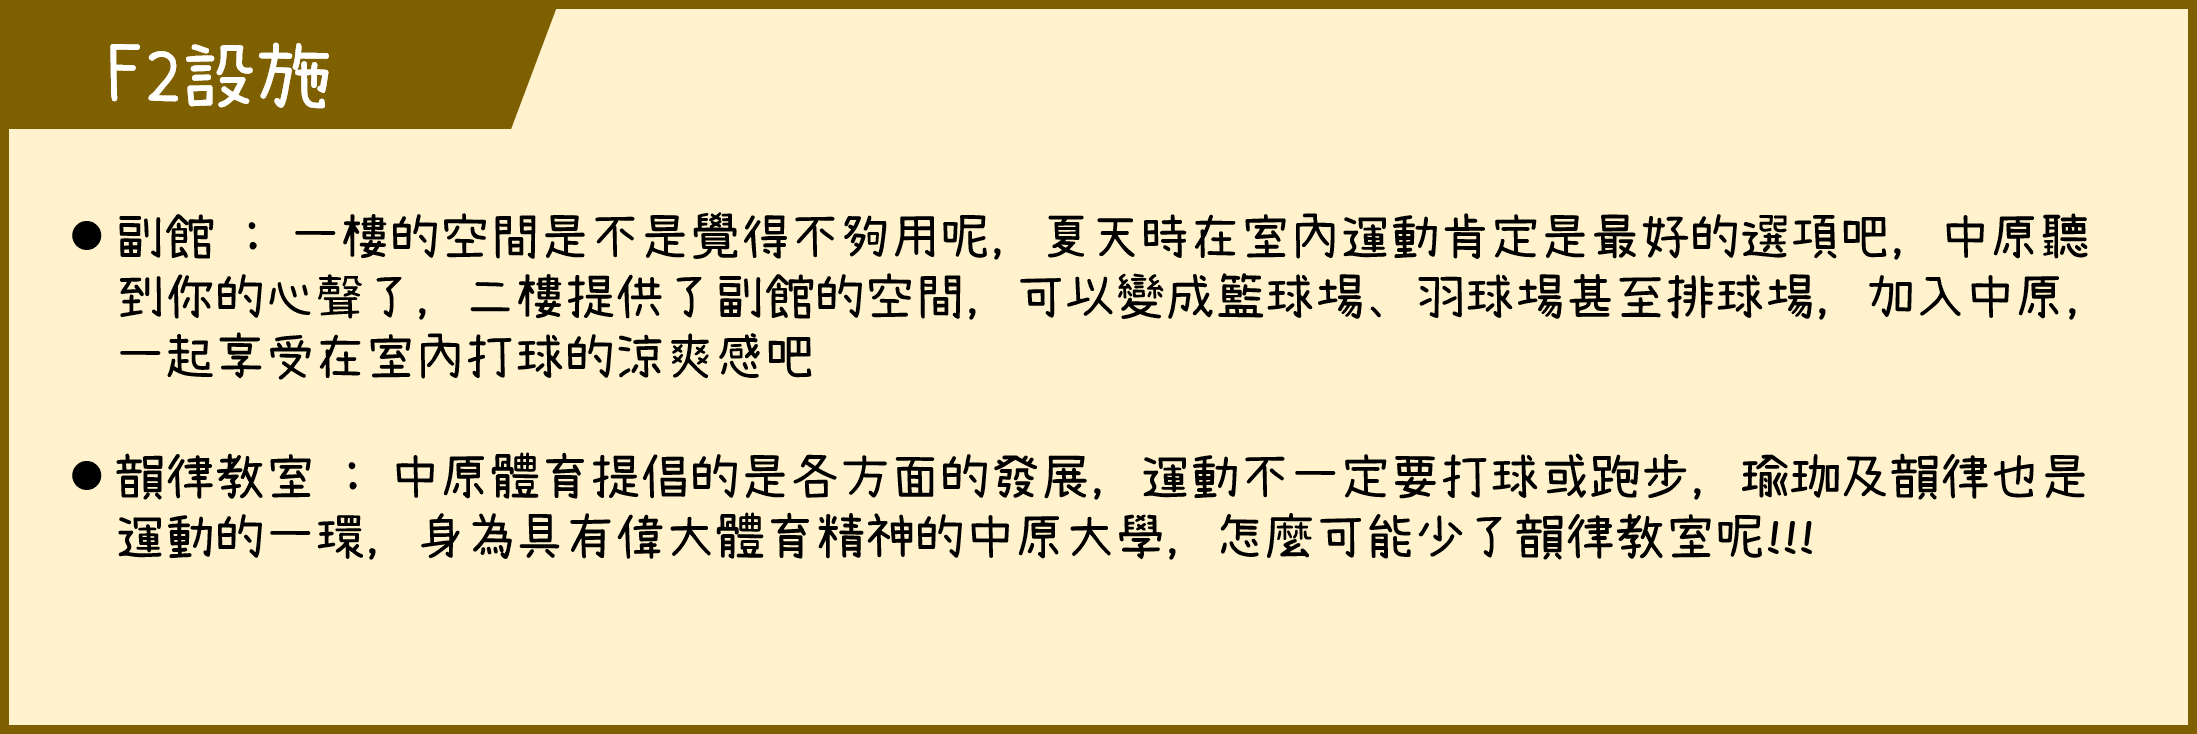 F2設施
● 副館 : 一樓的空間是不是覺得不夠用呢, 夏天時在室內運動肯定是最好的選項吧, 中原聽
到你的心聲了, 二樓提供了副館的空間, 可以變成籃球場、羽球場甚至排球場, 加入中原,
一起享受在室內打球的涼爽感吧
● 韻律教室 : 中原體育提倡的是各方面的發展, 運動不一定要打球或跑步, 瑜珈及韻律也是
運動的一環, 身為具有偉大體育精神的中原大學, 怎麼可能少了韻律教室呢!!!